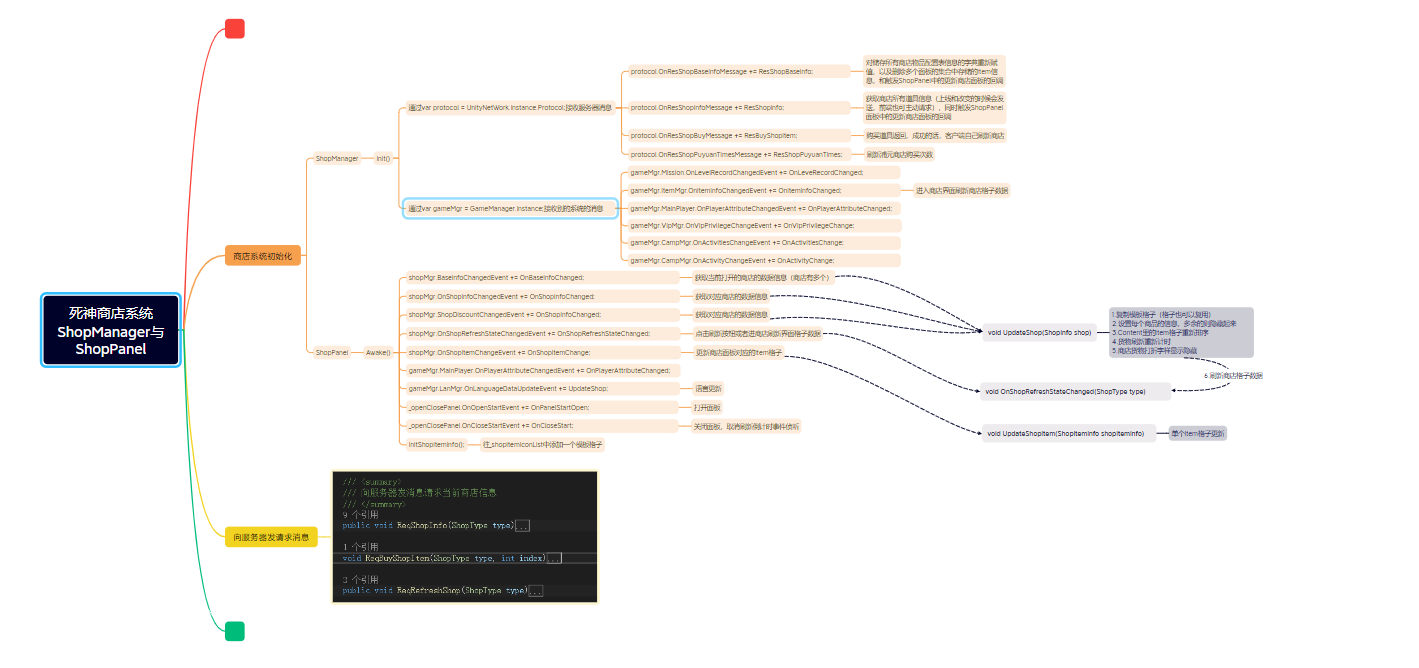 死神商店系统
ShopManager与
ShopPanel
商店系统初始化
ShopManager
Init()
通过var protocol = UnityNetWork.Instance.Protocol;接收服务器消息
protocol.OnResShopBaseInfoMessage += ResShopBaseInfo;
对储存所有商店物品配置表信息的字典重新赋
值，以及删除多个面板的集合中存储的Item信
息，和触发ShopPanel中的更新商店面板的回调
protocol.OnResShopInfoMessage += ResShopInfo;
获取商店所有道具信息（上线和改变的时候会发
送，前端也可主动请求），同时触发ShopPanel
面板中的更新商店面板的回调
protocol.OnResShopBuyMessage += ResBuyShopItem;
购买道具返回，成功的话，客户端自己刷新商店
protocol.OnResShopPuyuanTimesMessage += ResShopPuyuanTimes;
刷新浦元商店购买次数
通过var gameMgr = GameManager.Instance;接收别的系统的消息
gameMgr.Mission.OnLevelRecordChangedEvent += OnLeveRecordChanged;
gameMgr.ItemMgr.OnItemInfoChangedEvent += OnItemInfoChanged;
进入商店界面刷新商店格子数据
gameMgr.MainPlayer.OnPlayerAttributeChangedEvent += OnPlayerAttributeChanged;
gameMgr.VipMgr.OnVipPrivilegeChangeEvent += OnVipPrivilegeChange;
gameMgr.CampMgr.OnActivitiesChangeEvent += OnActivitiesChange;
gameMgr.CampMgr.OnActivityChangeEvent += OnActivityChange;
ShopPanel
Awake()
shopMgr.BaseInfoChangedEvent += OnBaseInfoChanged;
获取当前打开的商店的数据信息（商店有多个）
shopMgr.OnShopInfoChangedEvent += OnShopInfoChanged;
获取对应商店的数据信息
shopMgr.ShopDiscountChangedEvent += OnShopInfoChanged;
获取对应商店的数据信息
shopMgr.OnShopRefreshStateChangedEvent += OnShopRefreshStateChanged;
点击刷新按钮或者进商店刷新界面格子数据
shopMgr.OnShopItemChangeEvent += OnShopItemChange;
更新商店面板对应的Item格子
gameMgr.MainPlayer.OnPlayerAttributeChangedEvent += OnPlayerAttributeChanged;
gameMgr.LanMgr.OnLanguageDataUpdateEvent += UpdateShop;
语言更新
_openClosePanel.OnOpenStartEvent += OnPanelStartOpen;
打开面板
_openClosePanel.OnCloseStartEvent += OnCloseStart;
关闭面板，取消刷新倒计时事件侦听
InitShopItemInfo();
往_shopItemIconList中添加一个模板格子
void UpdateShop(ShopInfo shop)
1.复制模板格子（格子也可以复用）
2.设置每个商品的信息，多余的则隐藏起来
3.Content里的Item格子重新排序
4.货物刷新重新计时
5.商店货物打折字样显示隐藏
6 刷新商店格子数据
void OnShopRefreshStateChanged(ShopType type)
void UpdateShopItem(ShopItemInfo shopItemInfo)
单个Item格子更新
向服务器发请求消息
/// <summary>
/// 向服务器发消息请求当前商店信息
/// </summary>
9 个引用
public void ReqShopInfo(ShopType type)...
1 个引用
void ReqBuyShopItem(ShopType type, int index)...
3 个引用
public void ReqRefreshShop(ShopType type)...